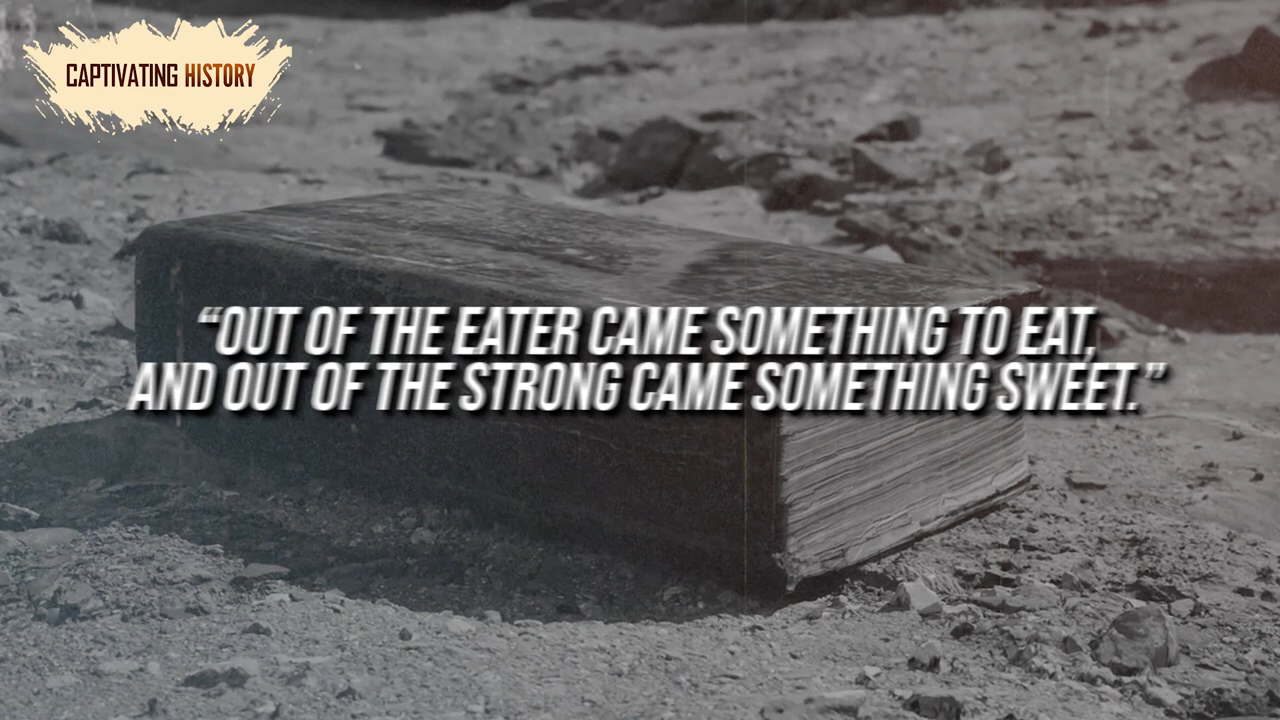 CAPTIVATING HISTORY
“OUT OF THE EATER CAME SOMETHING TO EAT,
AND OUT OF THE STRONG CAME SOMETHING SWEET.”